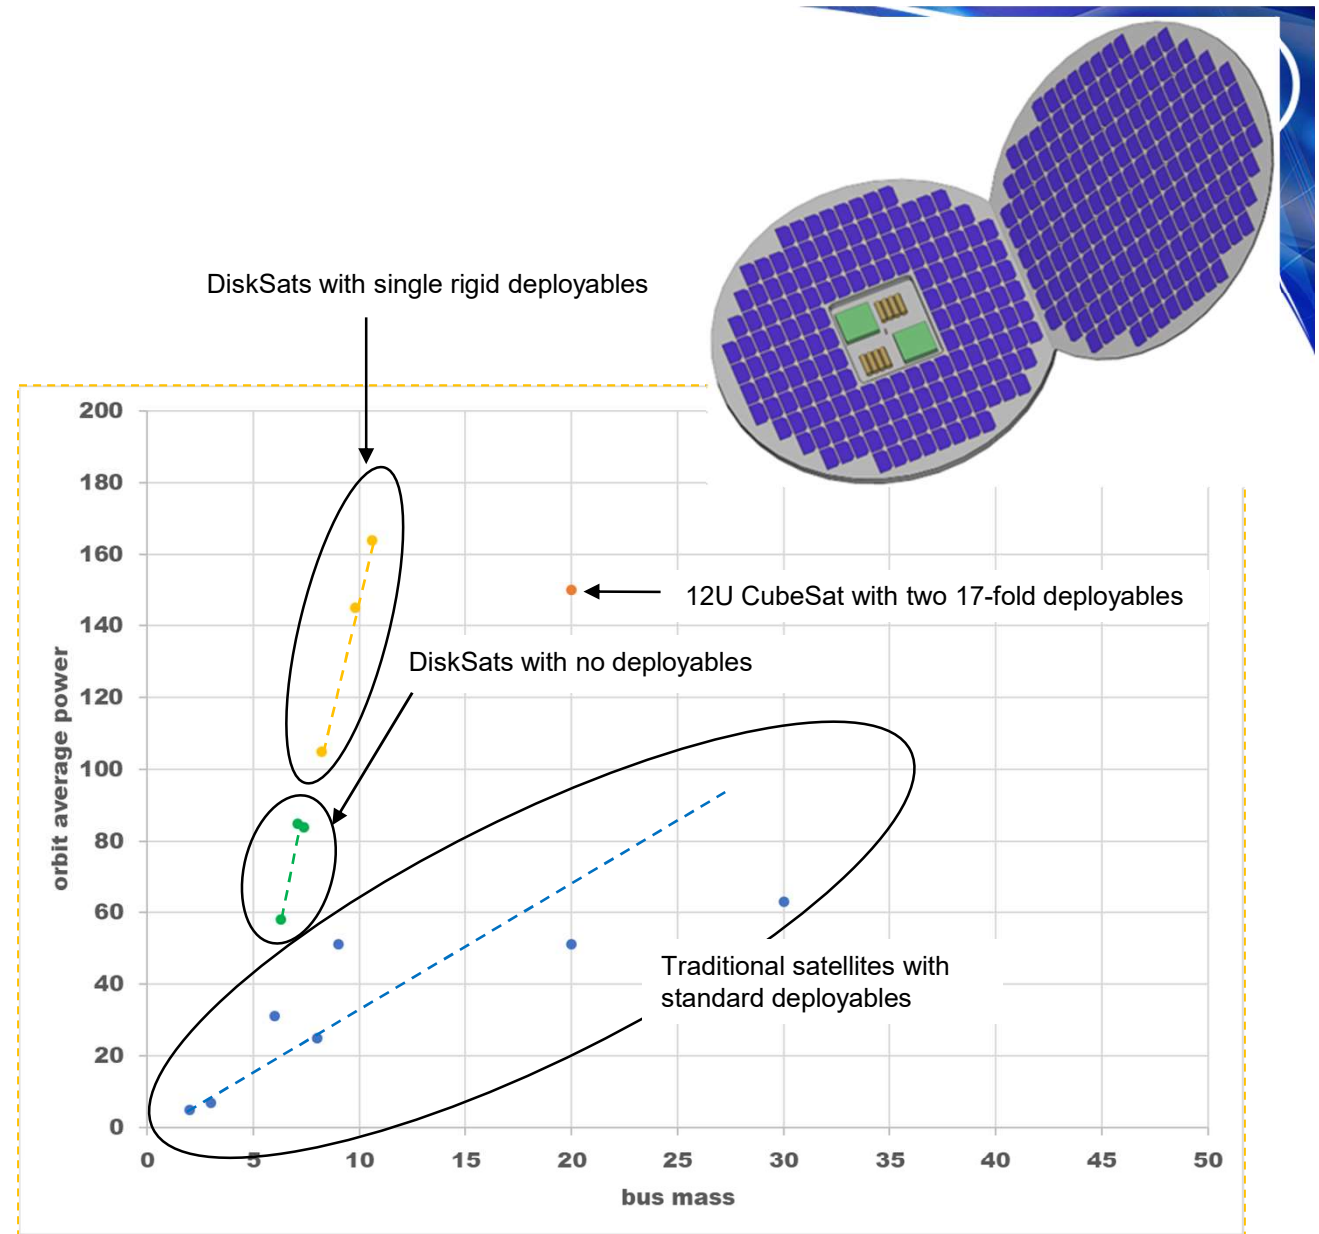 DiskSats with single rigid deployables
200
180
160
140
120
100
80
60
40
20
0
orbit average power
12U CubeSat with two 17-fold deployables
DiskSats with no deployables
Traditional satellites with
standard deployables
0 5 10 15 20 25 30 35 40 45 50
bus mass